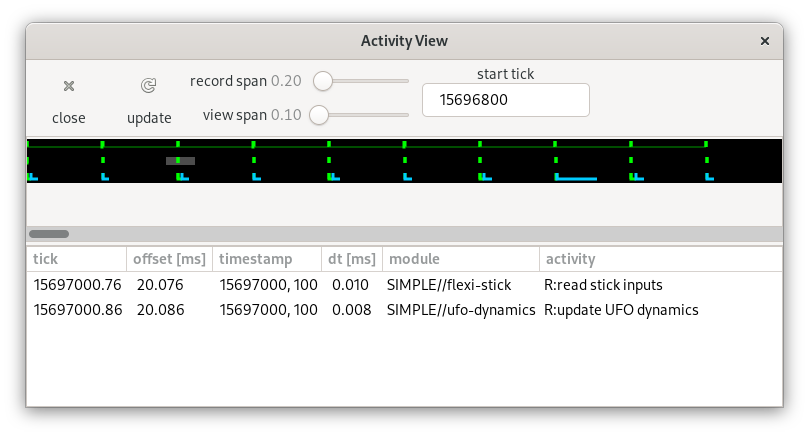 Activity View
record span 0.20
start tick
15696800
view span 0.10
close
update
tick offset [ms] timestamp dt [ms] module activity
15697000.76 20.076 15697000, 100 0.010 SIMPLE//flexi-stick R:read stick inputs
15697000.86 20.086 15697000, 100 0.008 SIMPLE//ufo-dynamics R:update UFO dynamics